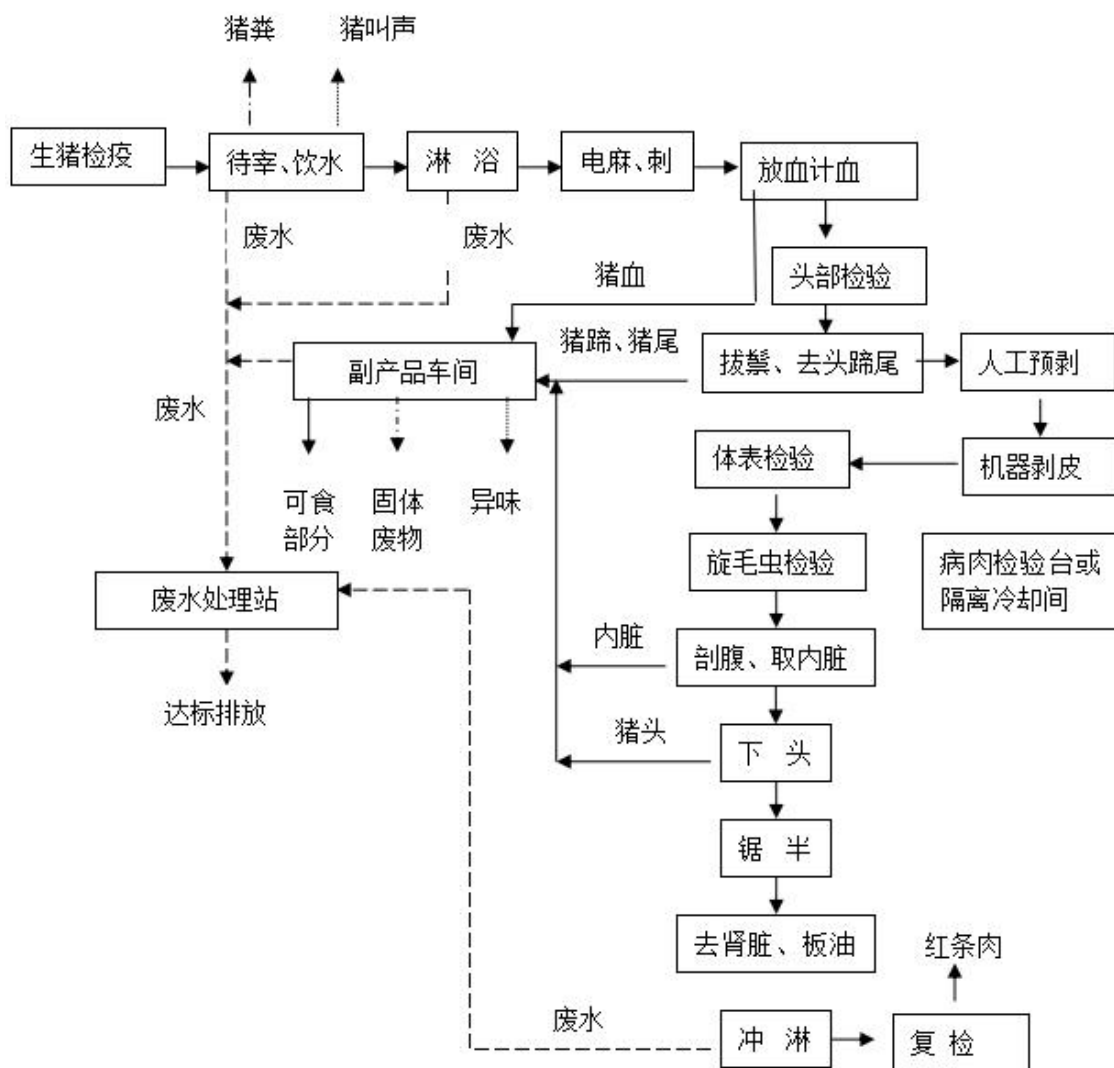 猪粪
猪叫声
生猪检疫
待宰、饮水
淋 浴
电麻、刺
放血计血
废水
废水
头部检验
猪血
猪蹄、猪尾
副产品车间
拔鬃、去头蹄尾
人工预剥
废水
体表检验
机器剥皮
可食
部分
固体
废物
异味
旋毛虫检验
病肉检验台或
隔离冷却间
废水处理站
内脏
剖腹、取内脏
达标排放
猪头
下 头
锯 半
去肾脏、板油
红条肉
废水
冲 淋
复 检